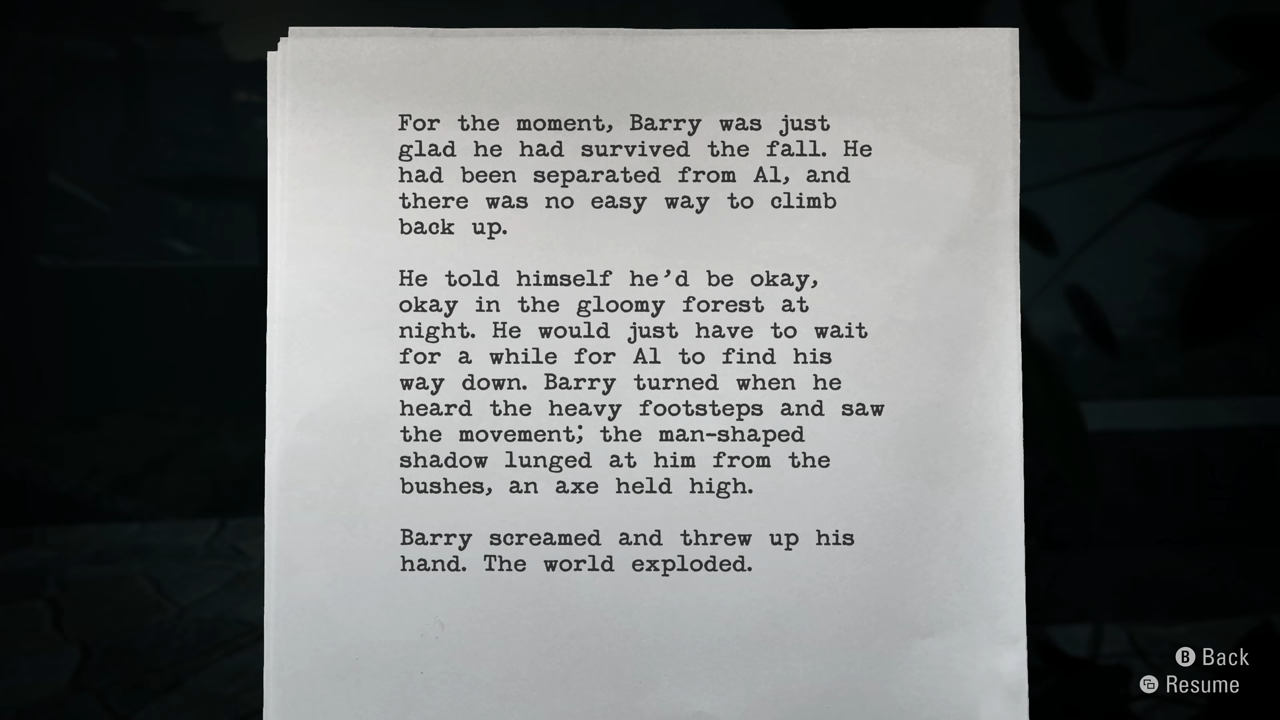 For the moment, Barry was just
glad he had survived the fall. He
had been separated from Al, and
there was no easy way to climb
back up.
He told himself he'd be okay,
okay in the gloomy forest at
night. He would just have to wait
for a while for Al to find his
way down. Barry turned when he
heard the heavy footsteps and saw
the movement; the man-shaped
shadow lunged at him from the
bushes, an axe held high.
Barry screamed and threw up his
hand. The world exploded.
B Back
Resume